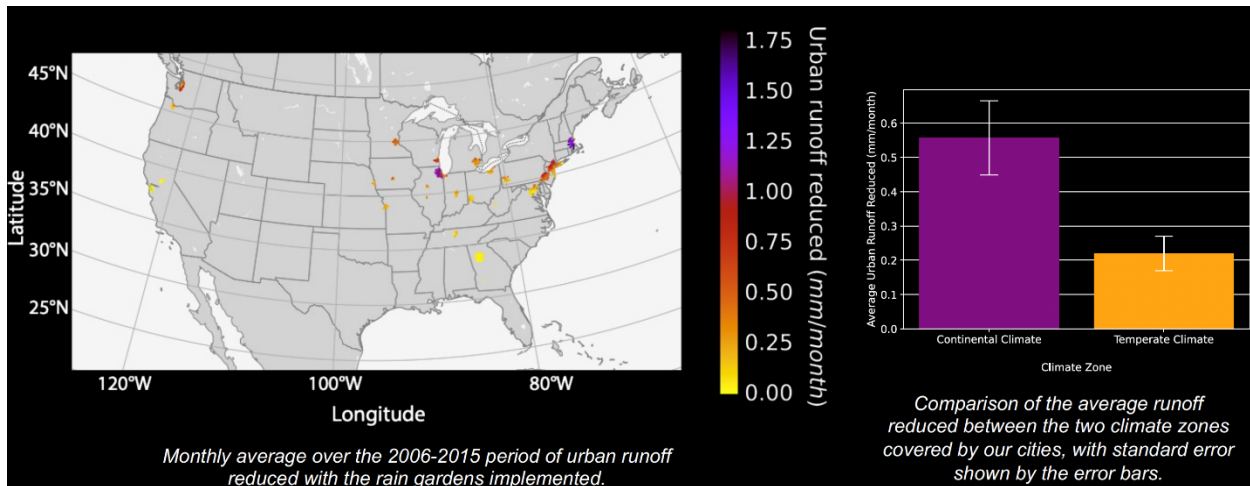 45°N
40°N
35°N
30°N
25°N
Latitude
120°W
100°W
80°W
Longitude
Monthly average over the 2006-2015 period of urban runoff
reduced with the rain gardens implemented.
1.75
1.50
1.25
1.00
0.75
0.50
0.25
0.00
Urban runoff reduced (mm/month)
Average Urban Runoff Reduced (mm/month)
0.6
0.5
0.4
0.3
0.2
0.1
0.0
Continental Climate
Temperate Climate
Climate Zone
Comparison of the average runoff
reduced between the two climate zones
covered by our cities, with standard error
shown by the error bars.